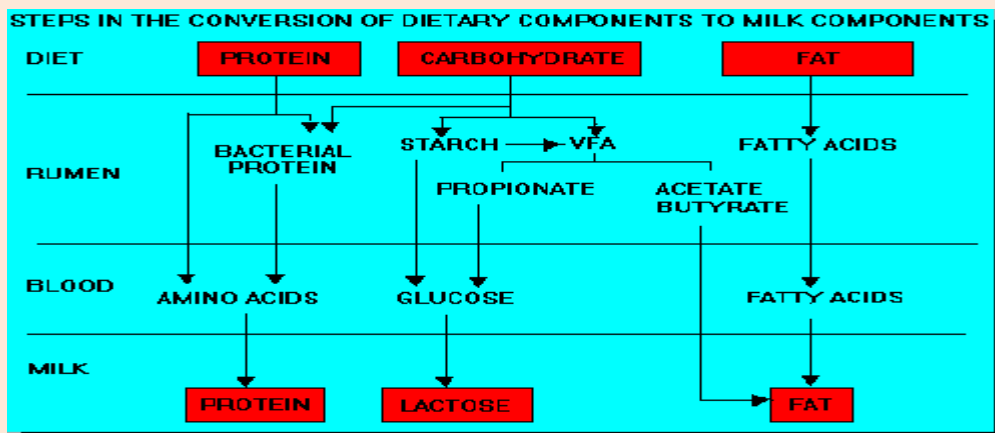 STEPS IN THE CONVERSION OF DIETARY COMPONENTS TO MILK COMPONENTS
DIET
PROTEIN
CARBOHYDRATE
FAT
RUMEN
BACTERIAL
PROTEIN
STARCH
VFA
FATTY ACIDS
PROPIONATE
ACETATE
BUTYRATE
BLOOD
AMINO ACIDS
GLUCOSE
FATTY ACIDS
MILK
PROTEIN
LACTOSE
FAT